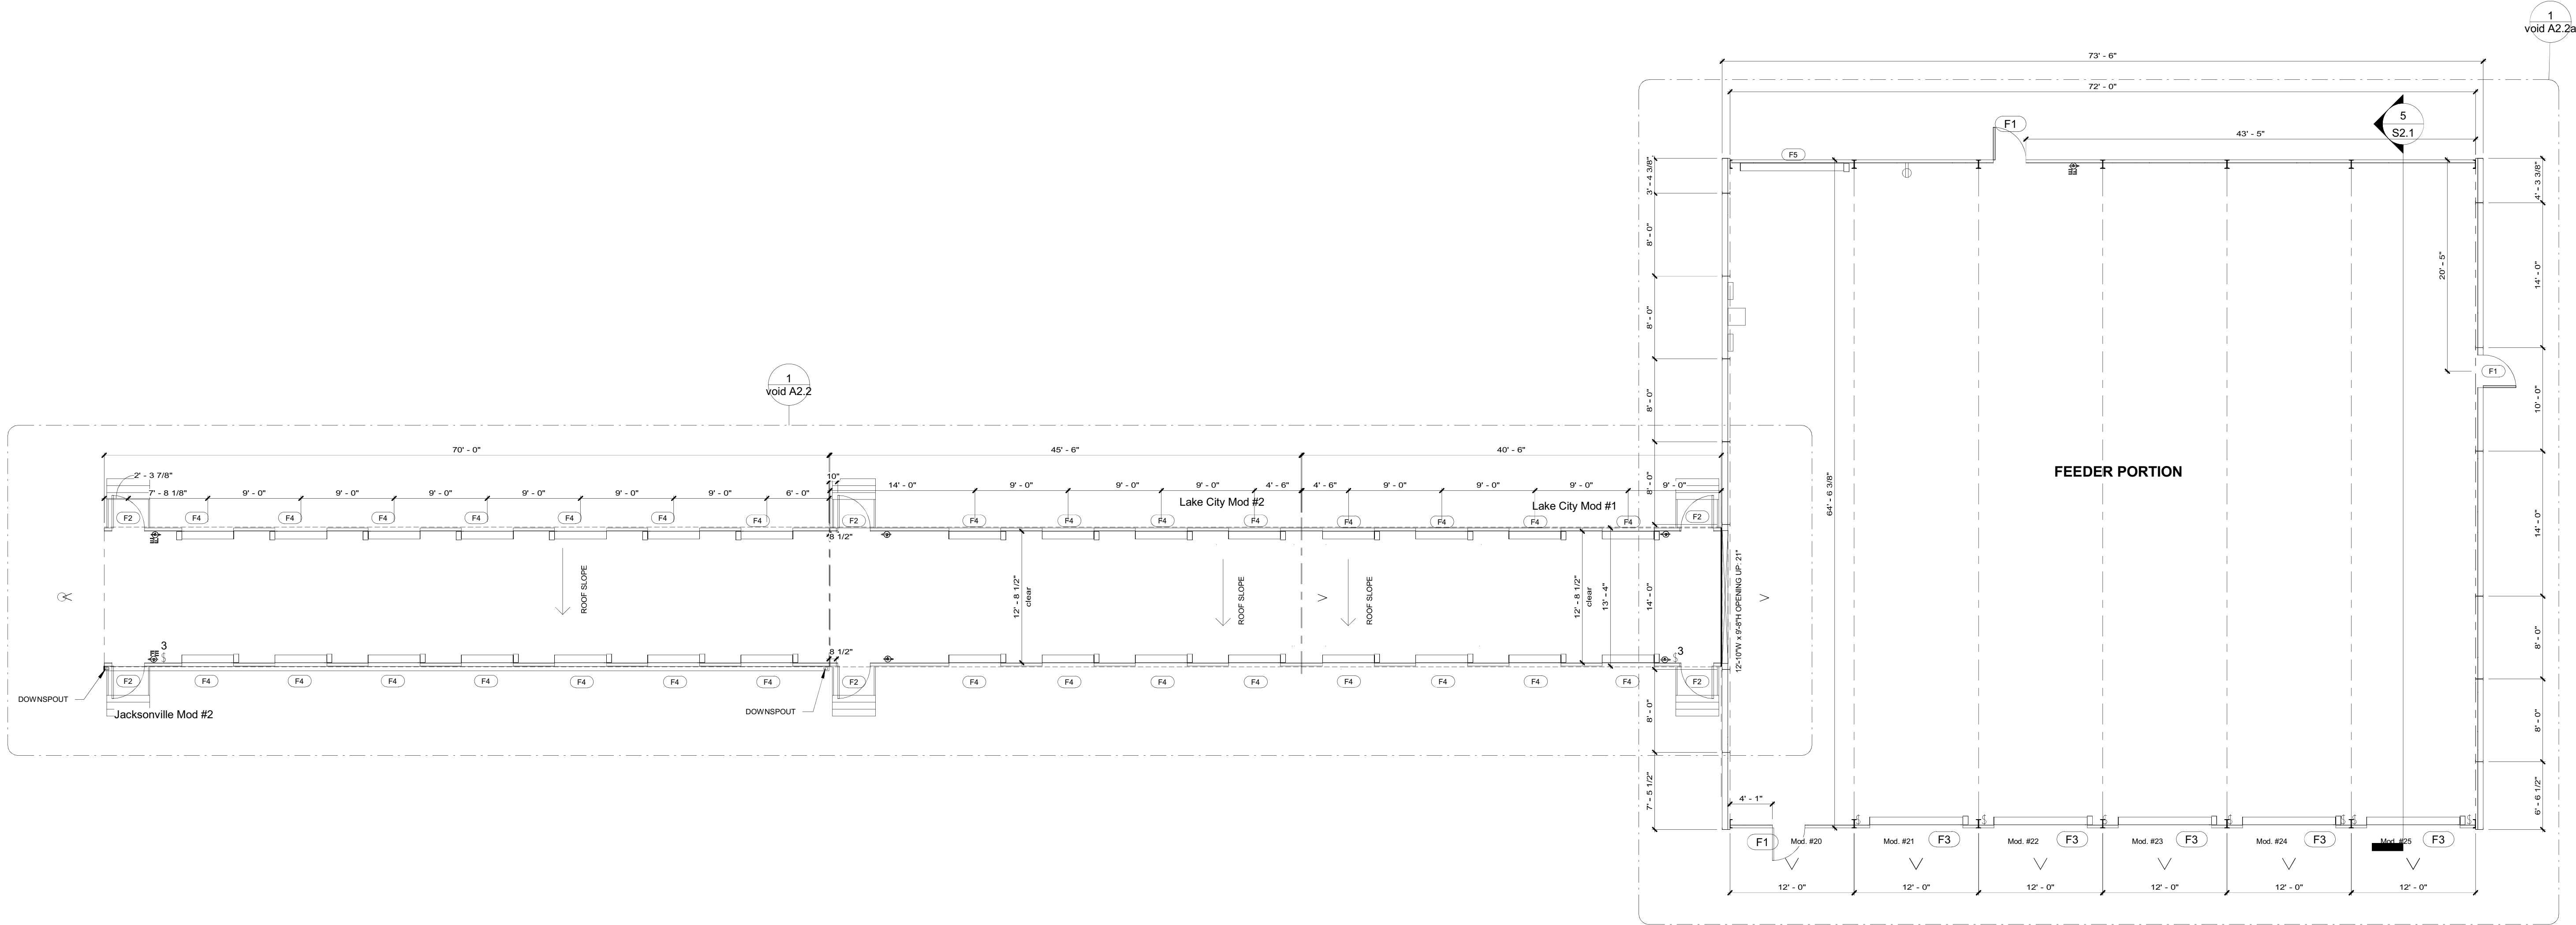 1
void A2.2a
73' - 6"
72' - 0"
5
S2.1
F1
43' - 5"
F5
3' - 4 3/8"
8' - 0"
8' - 0"
8' - 0"
8' - 0"
14' - 0"
8' - 0"
7' - 5 1/2"
64' - 6 3/8"
20' - 5"
4' - 3 3/8"
14' - 0"
10' - 0"
14' - 0"
8' - 0"
8' - 0"
6' - 6 1/2"
F1
FEEDER PORTION
1
void A2.2
70' - 0"
45' - 6"
40' - 6"
2' - 3 7/8"
10"
7' - 8 1/8"
9' - 0"
9' - 0"
9' - 0"
9' - 0"
9' - 0"
9' - 0"
6' - 0"
14' - 0"
9' - 0"
9' - 0"
9' - 0"
4' - 6"
4' - 6"
9' - 0"
9' - 0"
9' - 0"
9' - 0"
Lake City Mod #2
Lake City Mod #1
F2
F4
F4
F4
F4
F4
F4
F4
F2
F4
F4
F4
F4
F4
F4
F4
F4
F2
8 1/2"
ROOF SLOPE
12' - 8 1/2"
clear
ROOF SLOPE
ROOF SLOPE
12' - 8 1/2"
clear
13' - 4"
12'-10"W x 9'-8"H OPENING UP: 21"
3
8 1/2"
3
F2
F4
F4
F4
F4
F4
F4
F4
F2
F4
F4
F4
F4
F4
F4
F4
F4
F2
DOWNSPOUT
Jacksonville Mod #2
DOWNSPOUT
4' - 1"
F1
Mod. #20
Mod. #21
F3
Mod. #22
F3
Mod. #23
F3
Mod. #24
F3
Mod. #25
F3
12' - 0"
12' - 0"
12' - 0"
12' - 0"
12' - 0"
12' - 0"